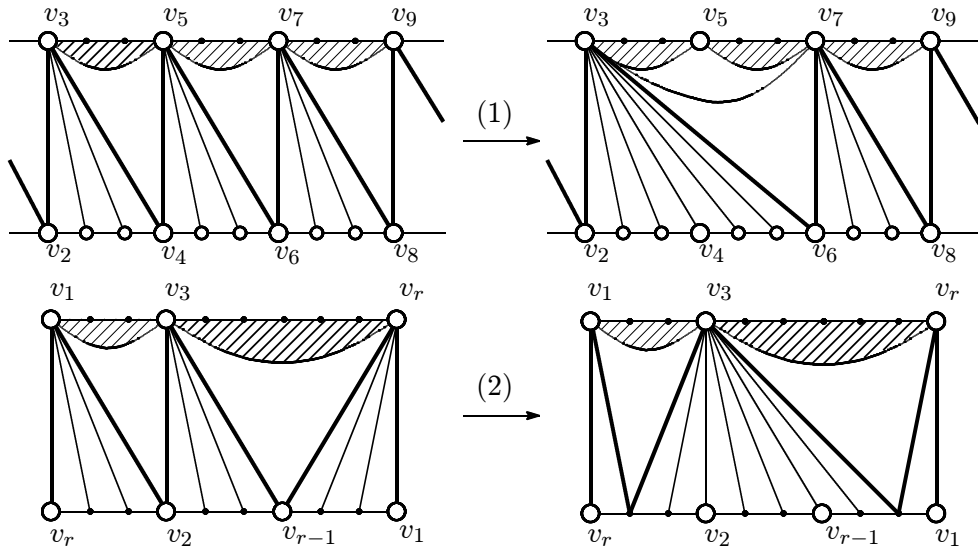 v₃ v₅ v₇ v₉ v₃ v₅ v₇ v₉
(1)
v₂ v₄ v₆ v₈ v₂ v₄ v₆ v₈
v₁ v₃ vᵣ v₁ v₃ vᵣ
(2)
vᵣ v₂ vᵣ₋₁ v₁ vᵣ v₂ vᵣ₋₁ v₁